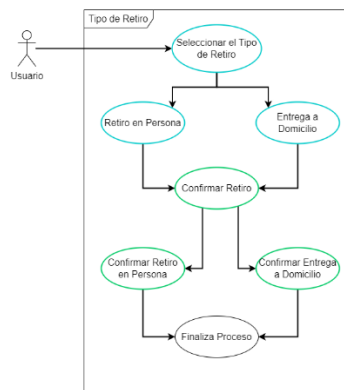 Tipo de Retiro
Usuario
Seleccionar el Tipo
de Retiro
Retiro en Persona
Entrega a
Domicilio
Confirmar Retiro
Confirmar Retiro
en Persona
Confirmar Entrega
a Domicilio
Finaliza Proceso